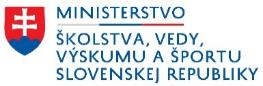 MINISTERSTVO
ŠKOLSTVA, VEDY,
VÝSKUMU A ŠPORTU
SLOVENSKEJ REPUBLIKY